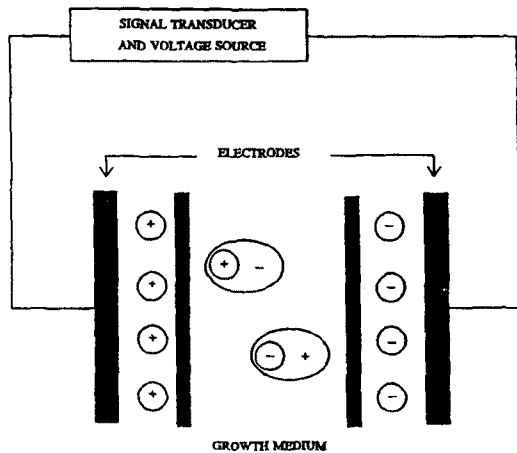 SIGNAL TRANSDUCER
AND VOLTAGE SOURCE
ELECTRODES
+ −
+ −
+ −
− +
+ −
+ −
GROWTH MEDIUM